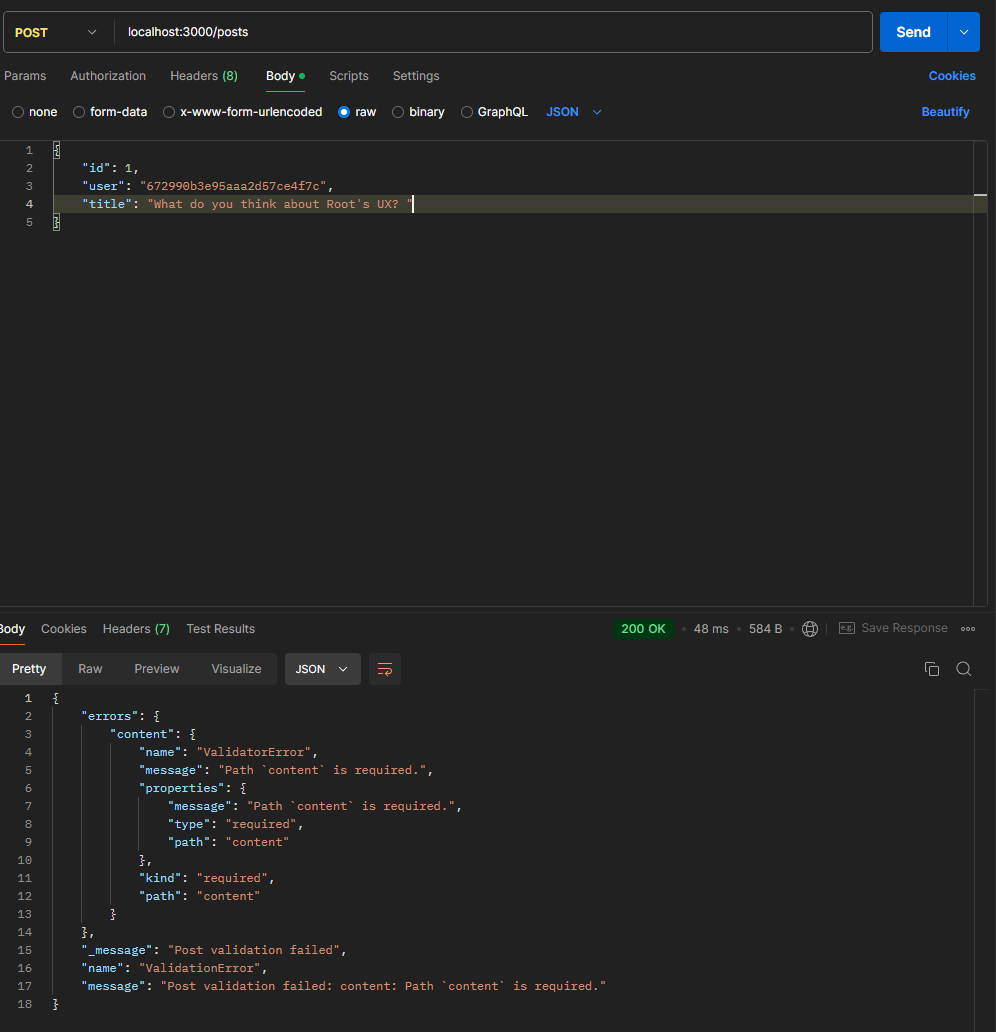 POST localhost:3000/posts Send
Params Authorization Headers (8) Body Scripts Settings Cookies
none form-data x-www-form-urlencoded raw binary GraphQL JSON Beautify
1 {
2 "id": 1,
3 "user": "672990b3e95aaa2d57ce4f7c",
4 "title": "What do you think about Root's UX? "
5 }
Body Cookies Headers (7) Test Results 200 OK 48 ms 584 B e.g. Save Response
Pretty Raw Preview Visualize JSON
1 {
2 "errors": {
3 "content": {
4 "name": "ValidatorError",
5 "message": "Path `content` is required.",
6 "properties": {
7 "message": "Path `content` is required.",
8 "type": "required",
9 "path": "content"
10 },
11 "kind": "required",
12 "path": "content"
13 }
14 },
15 "_message": "Post validation failed",
16 "name": "ValidationError",
17 "message": "Post validation failed: content: Path `content` is required."
18 }